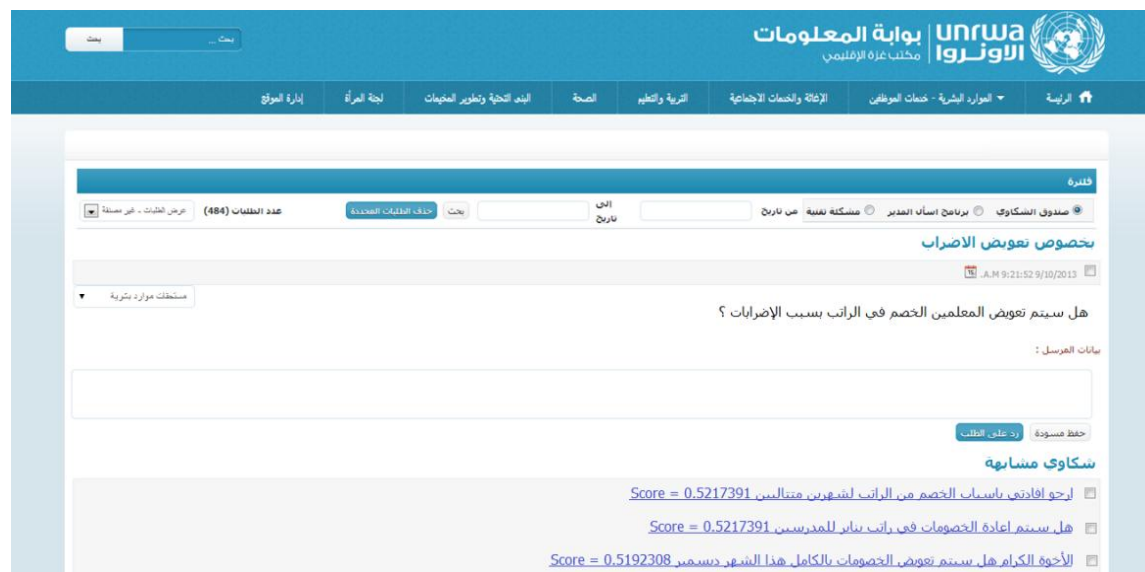 unrwa | بوابة المعلومات
الاونروا | مكتب غزة الإقليمي
بحث ...
بحث
الرئيسة
الموارد البشرية - خدمات الموظفين
الإغاثة والخدمات الاجتماعية
التربية والتعليم
الصحة
البنى التحتية وتطوير المخيمات
لجنة المرأة
إدارة الموقع
فلترة
صندوق الشكاوي برنامج اسأل المدير مشكلة تقنية من تاريخ الى تاريخ بحث حذف الطلبات المحددة عدد الطلبات (484) عرض الطلبات - غير مصنفة
بخصوص تعويض الاضراب
9/10/2013 9:21:52 A.M.
مستحقات موارد بشرية
هل سيتم تعويض المعلمين الخصم في الراتب بسبب الإضرابات ؟
بيانات المرسل :
حفظ مسودة رد على الطلب
شكاوي مشابهة
ارجو افادتي باسباب الخصم من الراتب لشهرين متتاليين Score = 0.5217391
هل سيتم اعادة الخصومات في راتب يناير للمدرسين Score = 0.5217391
الأخوة الكرام هل سيتم تعويض الخصومات بالكامل هذا الشهر ديسمبر Score = 0.5192308